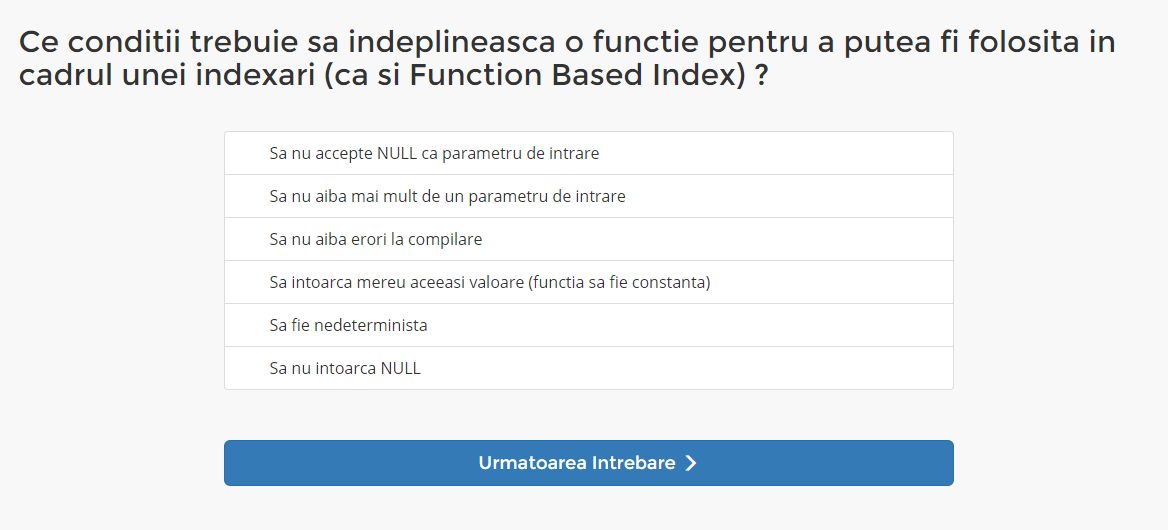 Ce conditii trebuie sa indeplineasca o functie pentru a putea fi folosita in
cadrul unei indexari (ca si Function Based Index) ?
Sa nu accepte NULL ca parametru de intrare
Sa nu aiba mai mult de un parametru de intrare
Sa nu aiba erori la compilare
Sa intoarca mereu aceeasi valoare (functia sa fie constanta)
Sa fie nedeterminista
Sa nu intoarca NULL
Urmatoarea Intrebare